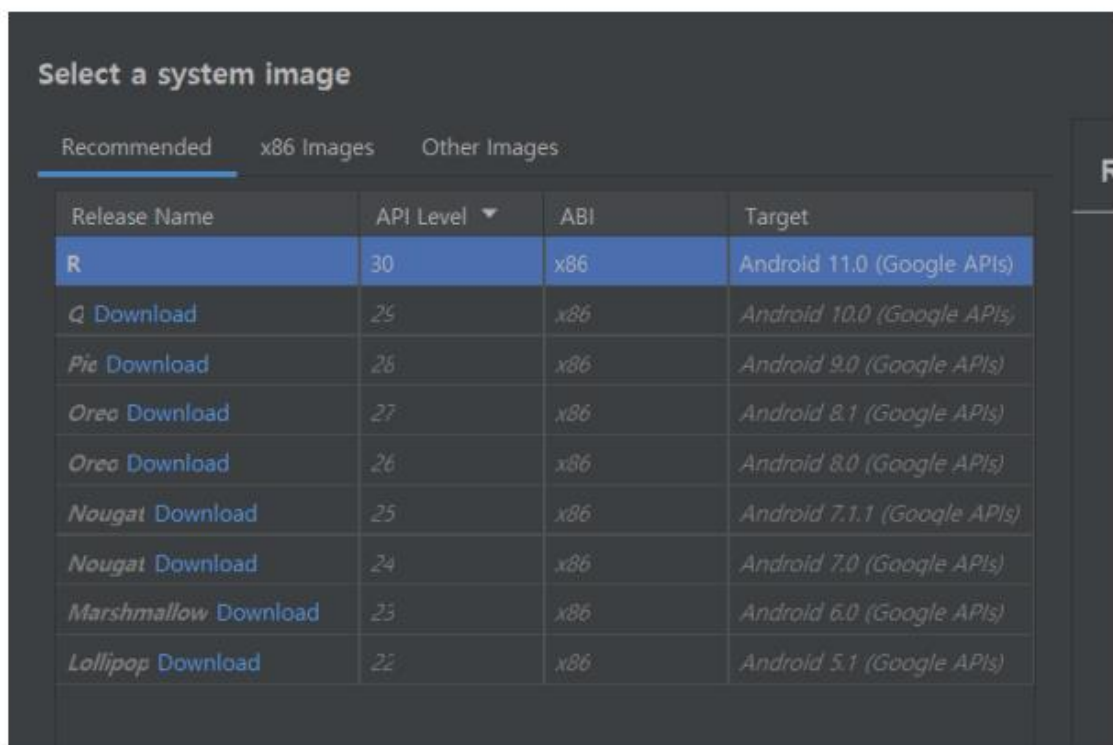 Select a system image
Recommended x86 Images Other Images
R
Release Name API Level ABI Target
R 30 x86 Android 11.0 (Google APIs)
Q Download 29 x86 Android 10.0 (Google APIs)
Pie Download 28 x86 Android 9.0 (Google APIs)
Oreo Download 27 x86 Android 8.1 (Google APIs)
Oreo Download 26 x86 Android 8.0 (Google APIs)
Nougat Download 25 x86 Android 7.1.1 (Google APIs)
Nougat Download 24 x86 Android 7.0 (Google APIs)
Marshmallow Download 23 x86 Android 6.0 (Google APIs)
Lollipop Download 22 x86 Android 5.1 (Google APIs)